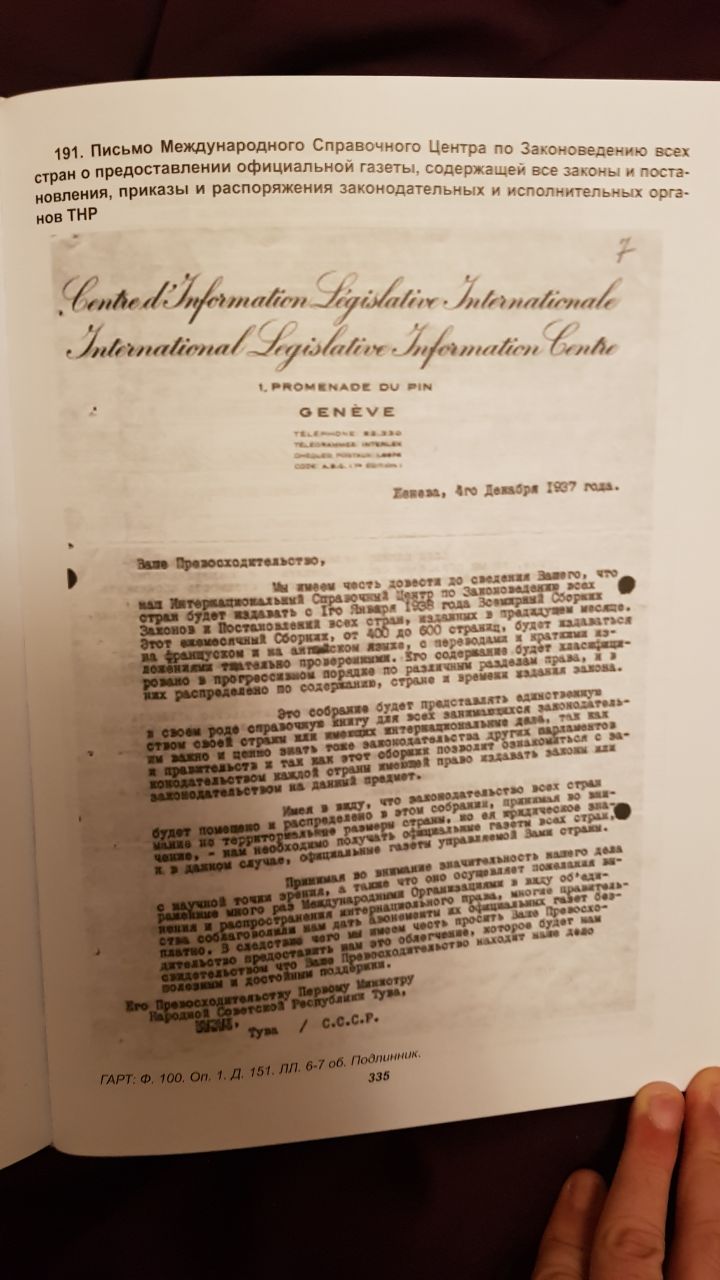 191. Письмо Международного Справочного Центра по Законоведению всех
стран о предоставлении официальной газеты, содержащей все законы и поста-
новления, приказы и распоряжения законодательных и исполнительных орга-
нов ТНР
7
Centre d'Information Législative Internationale
International Legislative Information Centre
1, PROMENADE DU PIN
GENÈVE
TÉLÉPHONE:
TÉLÉGRAMMES: INTERLEX
CHÈQUES POSTAUX:
CODE: A.B.C. (7e EDITION)
Женева, 4го Декабря 1937 года.
Ваше Превосходительство,
Мы имеем честь довести до сведения Вашего, что
наш Интернациональный Справочный Центр по Законоведению всех
стран будет издавать с 1го Января 1938 года Всемирный Сборник
Законов и Постановлений всех стран, изданных в предидущем месяце.
Этот ежемесячный Сборник, от 400 до 600 страниц, будет издаваться
на французском и на английском языке, с переводами и краткими из-
ложениями тщательно проверенными. Его содержание будет класифици-
ровано в прогрессивном порядке по различным разделам права, и в
них распределено по содержанию, стране и времени издания закона.
Это собрание будет представлять единственную
в своем роде справочную книгу для всех занимающихся законодатель-
ством своей страны или имеющих интернациональные дела, так как
им важно и ценно знать тоже законодательства других парламентов
и правительств и так как этот сборник позволит ознакомиться с за-
конодательством каждой страны имеющей право издавать законы или
законодательством на данный предмет.
Имея в виду, что законодательство всех стран
будет помещено и распределено в этом собрании, принимая во вни-
мание не территориальные размеры страны, но ея юридическое зна-
чение, - нам необходимо получать официальные газеты всех стран,
и в данном случае, официальные газеты управляемой Вами страны.
Принимая во внимание значительность нашего дела
с научной точки зрения, а также что оно осуществляет пожелания вы-
раженные много раз Международными Организациями в виду об'еди-
нения и распространения интернационального права, многие правитель-
ства соблаговолили нам дать абонементы их официальных газет без-
платно. В следствие чего мы имеем честь просить Ваше Превосхо-
дительство предоставить нам это облегчение, которое будет нам
свидетельством что Ваше Превосходительство находит наше дело
полезным и достойным поддержки.
Его Превосходительству Первому Министру
Народной Советской Республики Тува,
Тува / С.С.С.Р.
ГАРТ: Ф. 100. Оп. 1. Д. 151. ЛЛ. 6-7 об. Подлинник.
335